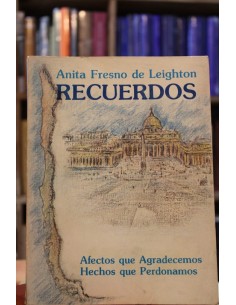 Anita Fresno de Leighton
RECUERDOS
Afectos que Agradecemos
Hechos que Perdonamos